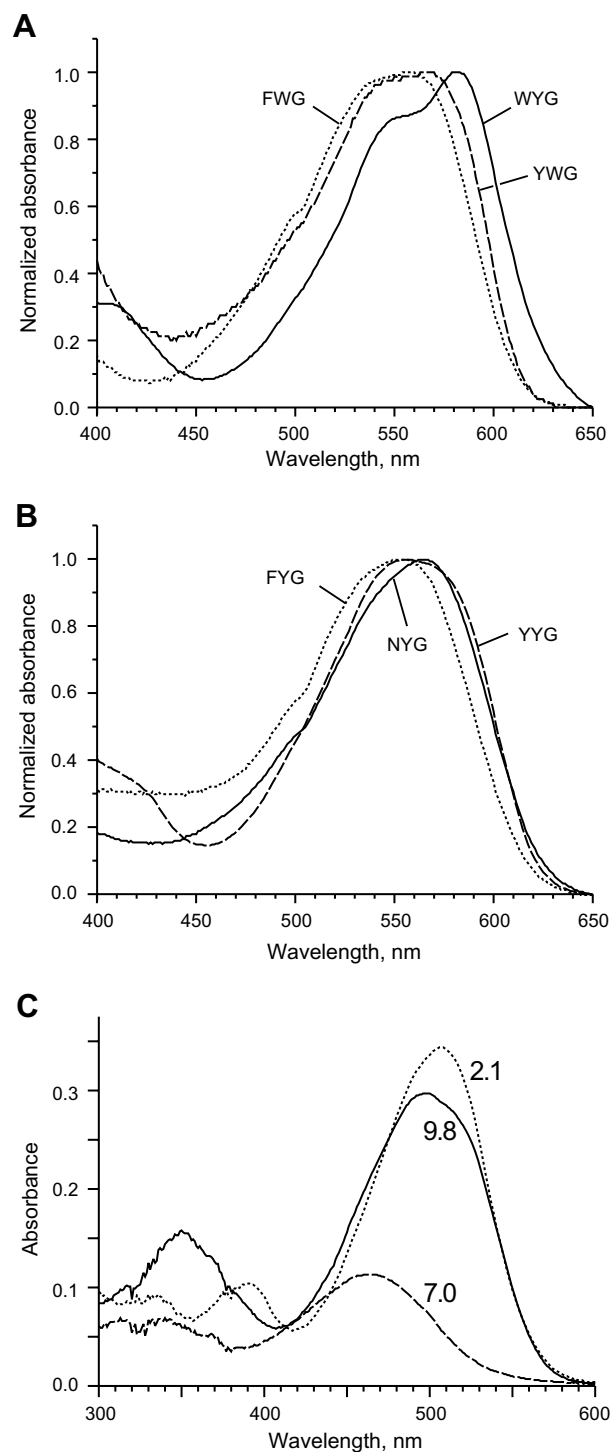 A
1.0
0.8
0.6
0.4
0.2
0.0
Normalized absorbance
FWG
WYG
YWG
400 450 500 550 600 650
Wavelength, nm
B
1.0
0.8
0.6
0.4
0.2
0.0
Normalized absorbance
FYG
NYG
YYG
400 450 500 550 600 650
Wavelength, nm
C
0.3
0.2
0.1
0.0
Absorbance
2.1
9.8
7.0
300 400 500 600
Wavelength, nm